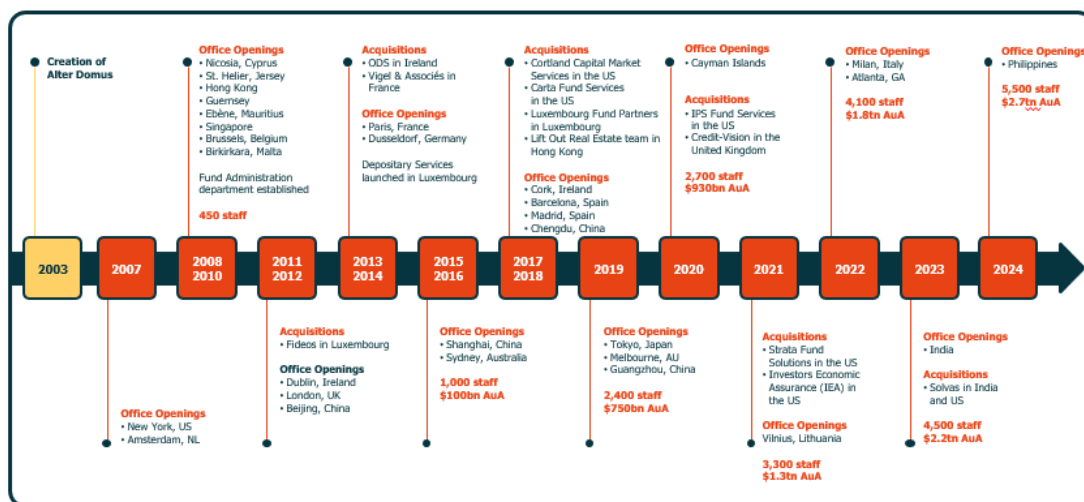 Creation of
Alter Domus
Office Openings
• Nicosia, Cyprus
• St. Helier, Jersey
• Hong Kong
• Guernsey
• Ebène, Mauritius
• Singapore
• Brussels, Belgium
• Birkirkara, Malta
Fund Administration
department established
450 staff
Acquisitions
• ODS in Ireland
• Vigel & Associés in
France
Office Openings
• Paris, France
• Dusseldorf, Germany
Depositary Services
launched in Luxembourg
Acquisitions
• Cortland Capital Market
Services in the US
• Carta Fund Services
in the US
• Luxembourg Fund Partners
in Luxembourg
• Lift Out Real Estate team in
Hong Kong
Office Openings
• Cork, Ireland
• Barcelona, Spain
• Madrid, Spain
• Chengdu, China
Office Openings
• Cayman Islands
Acquisitions
• IPS Fund Services
in the US
• Credit-Vision in the
United Kingdom
2,700 staff
$930bn AuA
Office Openings
• Milan, Italy
• Atlanta, GA
4,100 staff
$1.8tn AuA
Office Openings
• Philippines
5,500 staff
$2.7tn AuA
2003
2007
2008
2010
2011
2012
2013
2014
2015
2016
2017
2018
2019
2020
2021
2022
2023
2024
Office Openings
• New York, US
• Amsterdam, NL
Acquisitions
• Fideos in Luxembourg
Office Openings
• Dublin, Ireland
• London, UK
• Beijing, China
Office Openings
• Shanghai, China
• Sydney, Australia
1,000 staff
$100bn AuA
Office Openings
• Tokyo, Japan
• Melbourne, AU
• Guangzhou, China
2,400 staff
$750bn AuA
Acquisitions
• Strata Fund
Solutions in the US
• Investors Economic
Assurance (IEA) in
the US
Office Openings
Vilnius, Lithuania
3,300 staff
$1.3tn AuA
Office Openings
• India
Acquisitions
• Solvas in India
and US
4,500 staff
$2.2tn AuA